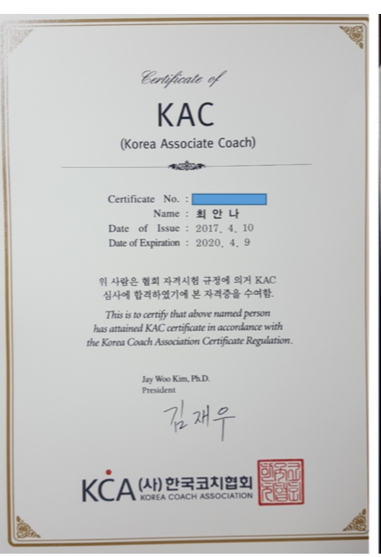 Certificate of
KAC
(Korea Associate Coach)
Certificate No. :
Name : 최 안 나
Date of Issue : 2017. 4. 10
Date of Expiration : 2020. 4. 9
위 사람은 협회 자격시험 규정에 의거 KAC
심사에 합격하였기에 본 자격증을 수여함.
This is to certify that above named person
has attained KAC certificate in accordance with
the Korea Coach Association Certificate Regulation.
Jay Woo Kim, Ph.D.
President
김재우
KCA (사)한국코치협회
KOREA COACH ASSOCIATION